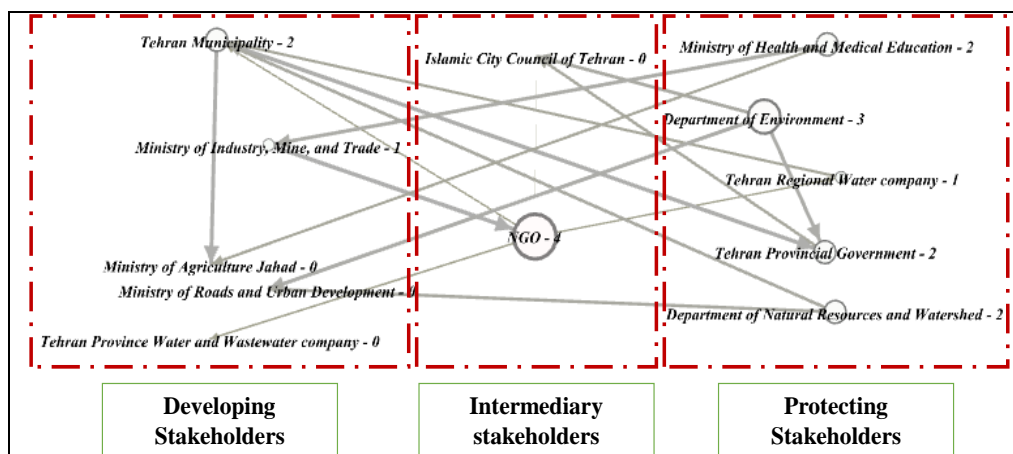 Tehran Municipality - 2
Ministry of Industry, Mine, and Trade - 1
Ministry of Agriculture Jahad - 0
Ministry of Roads and Urban Development - 0
Tehran Province Water and Wastewater company - 0
Islamic City Council of Tehran - 0
NGO - 4
Ministry of Health and Medical Education - 2
Department of Environment - 3
Tehran Regional Water company - 1
Tehran Provincial Government - 2
Department of Natural Resources and Watershed - 2
Developing
Stakeholders
Intermediary
stakeholders
Protecting
Stakeholders